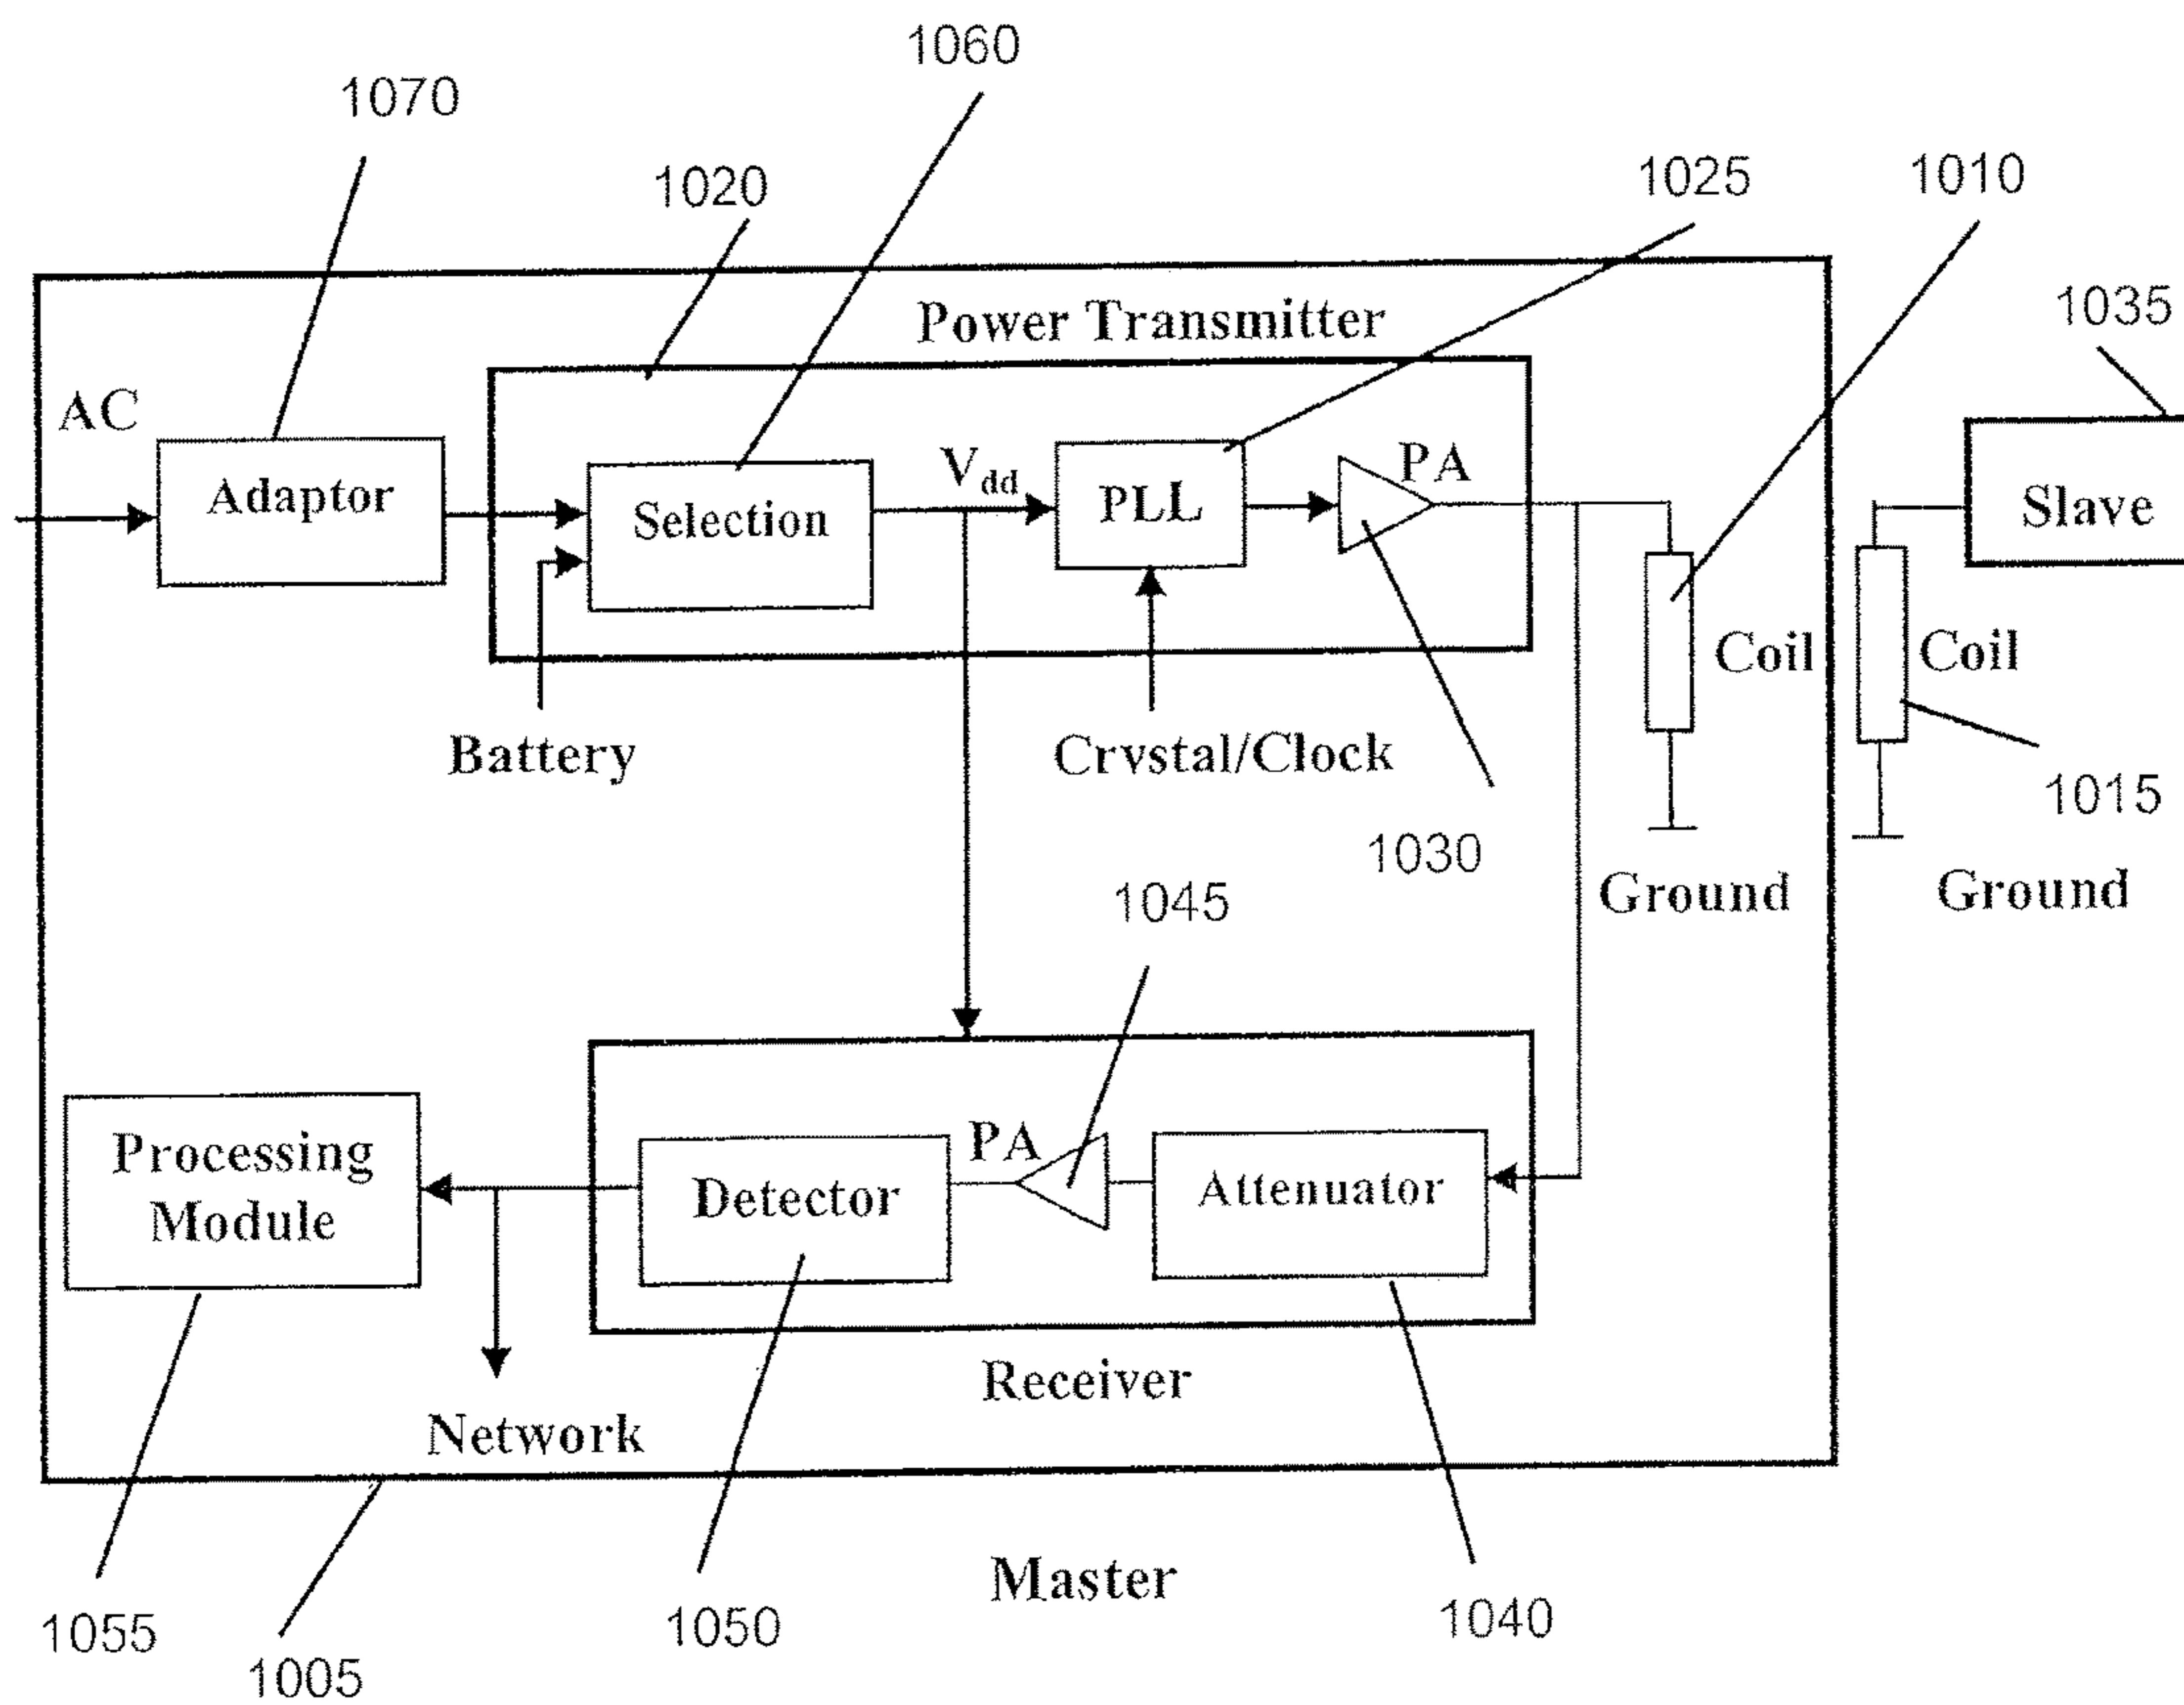 1060
1070
1020
1025
1010
1035
Power Transmitter
AC
Adaptor
Selection
Vdd
PLL
PA
Slave
Coil
Coil
Battery
Crystal/Clock
1015
1030
Ground
Ground
1045
Processing
Module
Detector
PA
Attenuator
Receiver
Network
Master
1055
1005
1050
1040